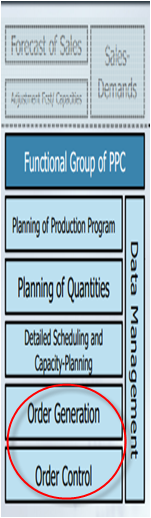 Forecast of Sales
Sales-
Demands
Adjustment Fcst/ Capacities
Functional Group of PPC
Planning of Production Program
Planning of Quantities
Detailed Scheduling and
Capacity-Planning
Order Generation
Order Control
Data Management